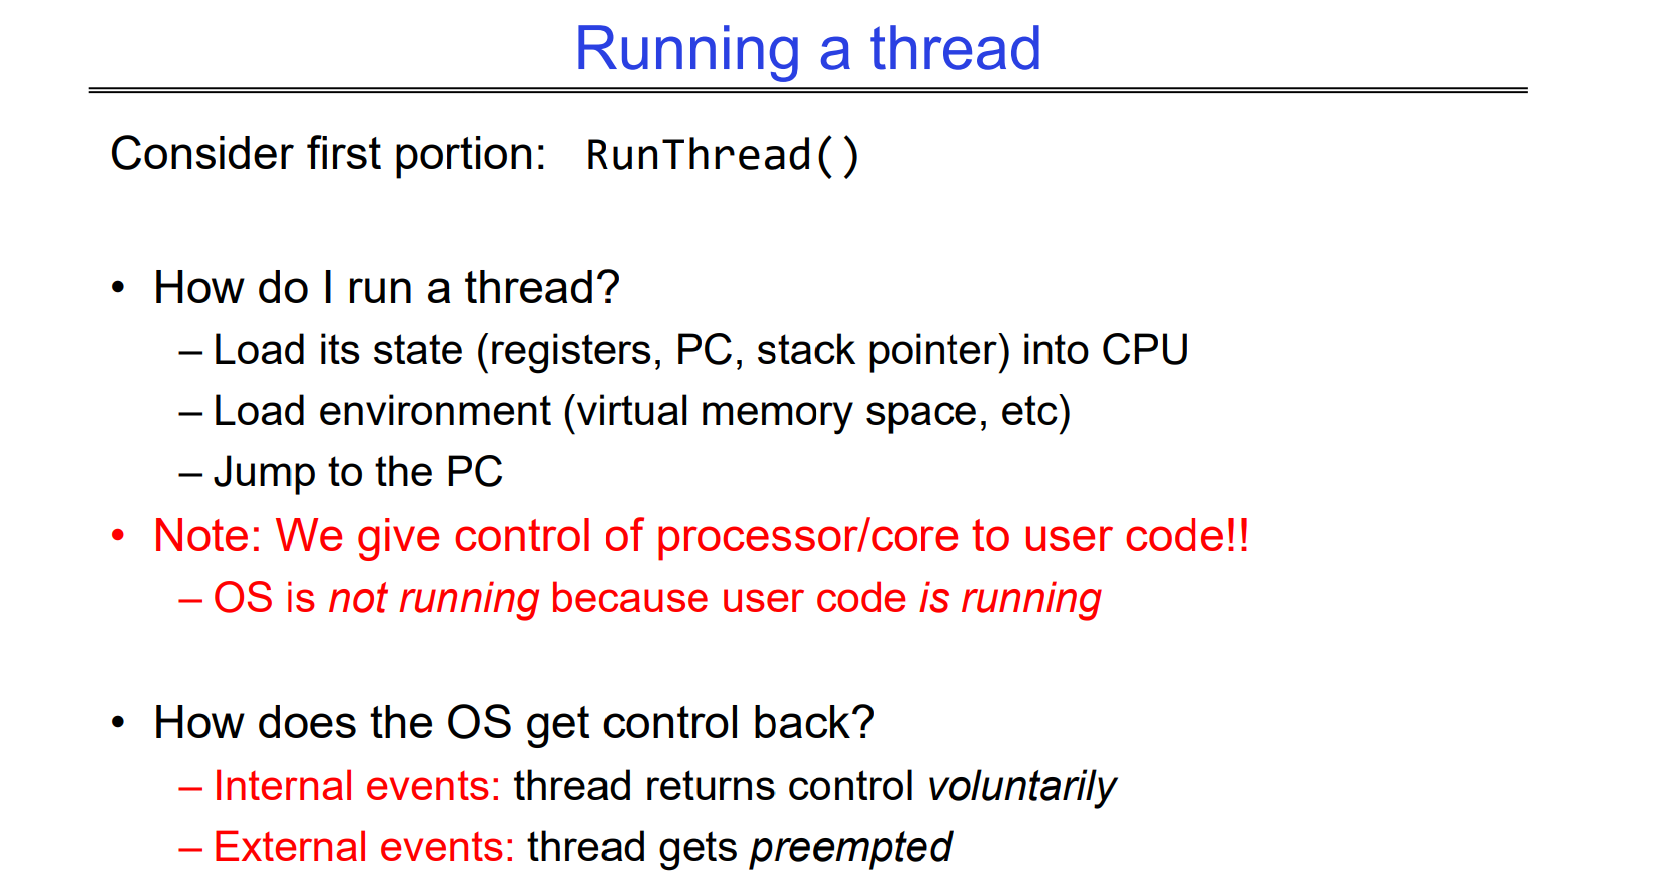 Running a thread
Consider first portion: RunThread()
• How do I run a thread?
– Load its state (registers, PC, stack pointer) into CPU
– Load environment (virtual memory space, etc)
– Jump to the PC
• Note: We give control of processor/core to user code!!
– OS is not running because user code is running
• How does the OS get control back?
– Internal events: thread returns control voluntarily
– External events: thread gets preempted